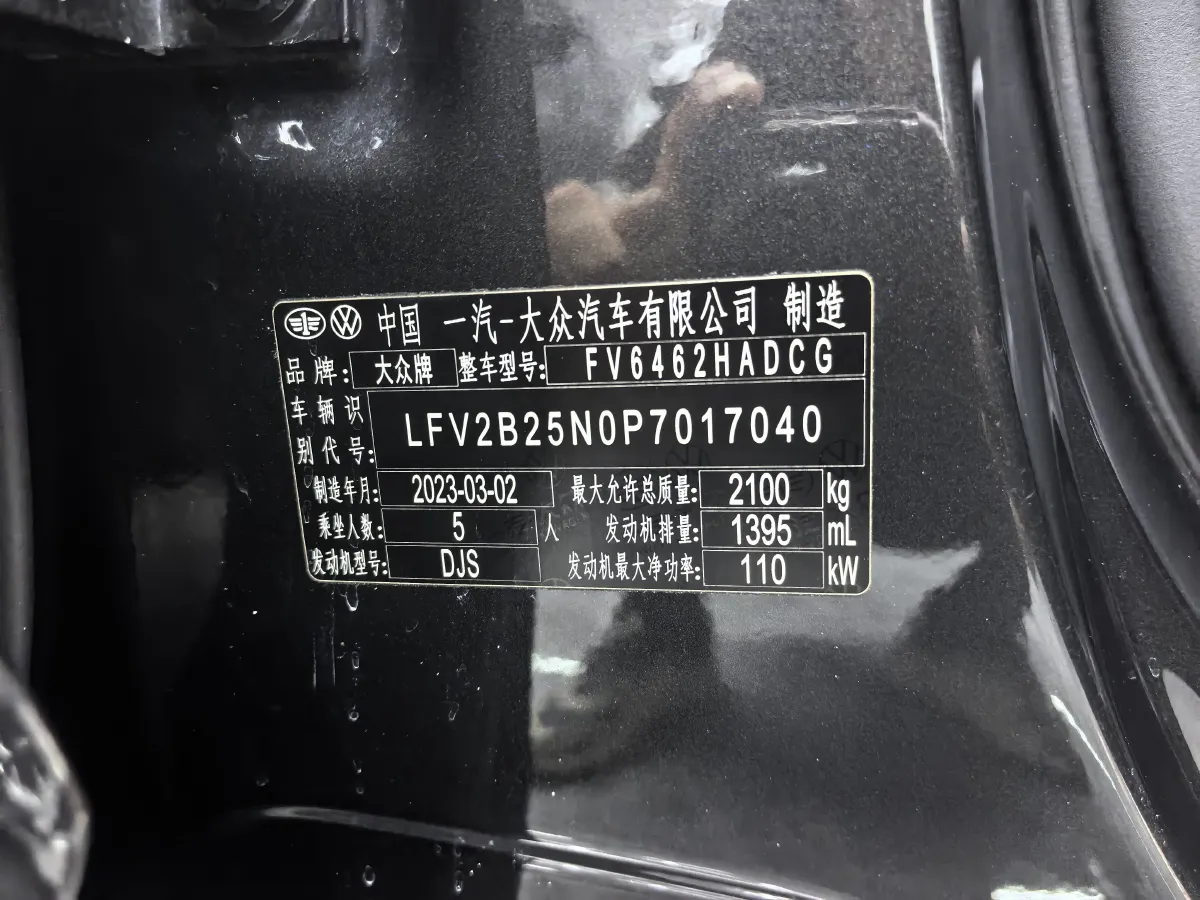 中国 一汽-大众汽车有限公司 制造
品牌: 大众牌 整车型号: FV6462HADCG
车辆识别代号: LFV2B25N0P7017040
制造年月: 2023-03-02 最大允许总质量: 2100 kg
乘坐人数: 5 人 发动机排量: 1395 mL
发动机型号: DJS 发动机最大净功率: 110 kW